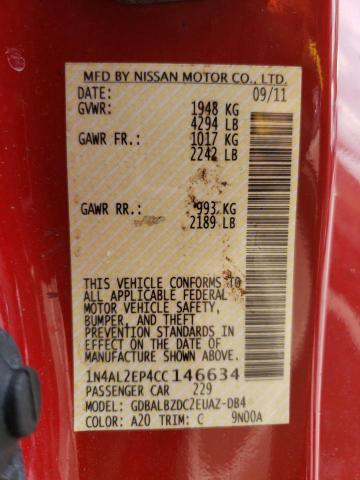 MFD BY NISSAN MOTOR CO., LTD.
DATE: 09/11
GVWR: 1948 KG
4294 LB
GAWR FR.: 1017 KG
2242 LB
GAWR RR.: 993 KG
2189 LB
THIS VEHICLE CONFORMS TO
ALL APPLICABLE FEDERAL
MOTOR VEHICLE SAFETY,
BUMPER, AND THEFT
PREVENTION STANDARDS IN
EFFECT ON THE DATE OF
MANUFACTURE SHOWN ABOVE.
1N4AL2EP4CC146634
PASSENGER CAR 229
MODEL: GDBALBZDC2EUAZ-DB4
COLOR: A20 TRIM: C 9N00A